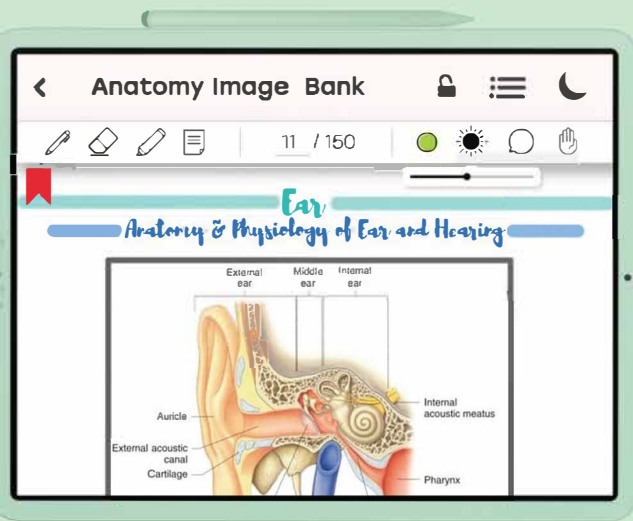 Anatomy Image Bank
11 / 150
Ear
Anatomy & Physiology of Ear and Hearing
External
ear
Middle
ear
Internal
ear
Auricle
External acoustic
canal
Cartilage
Internal
acoustic meatus
Pharynx